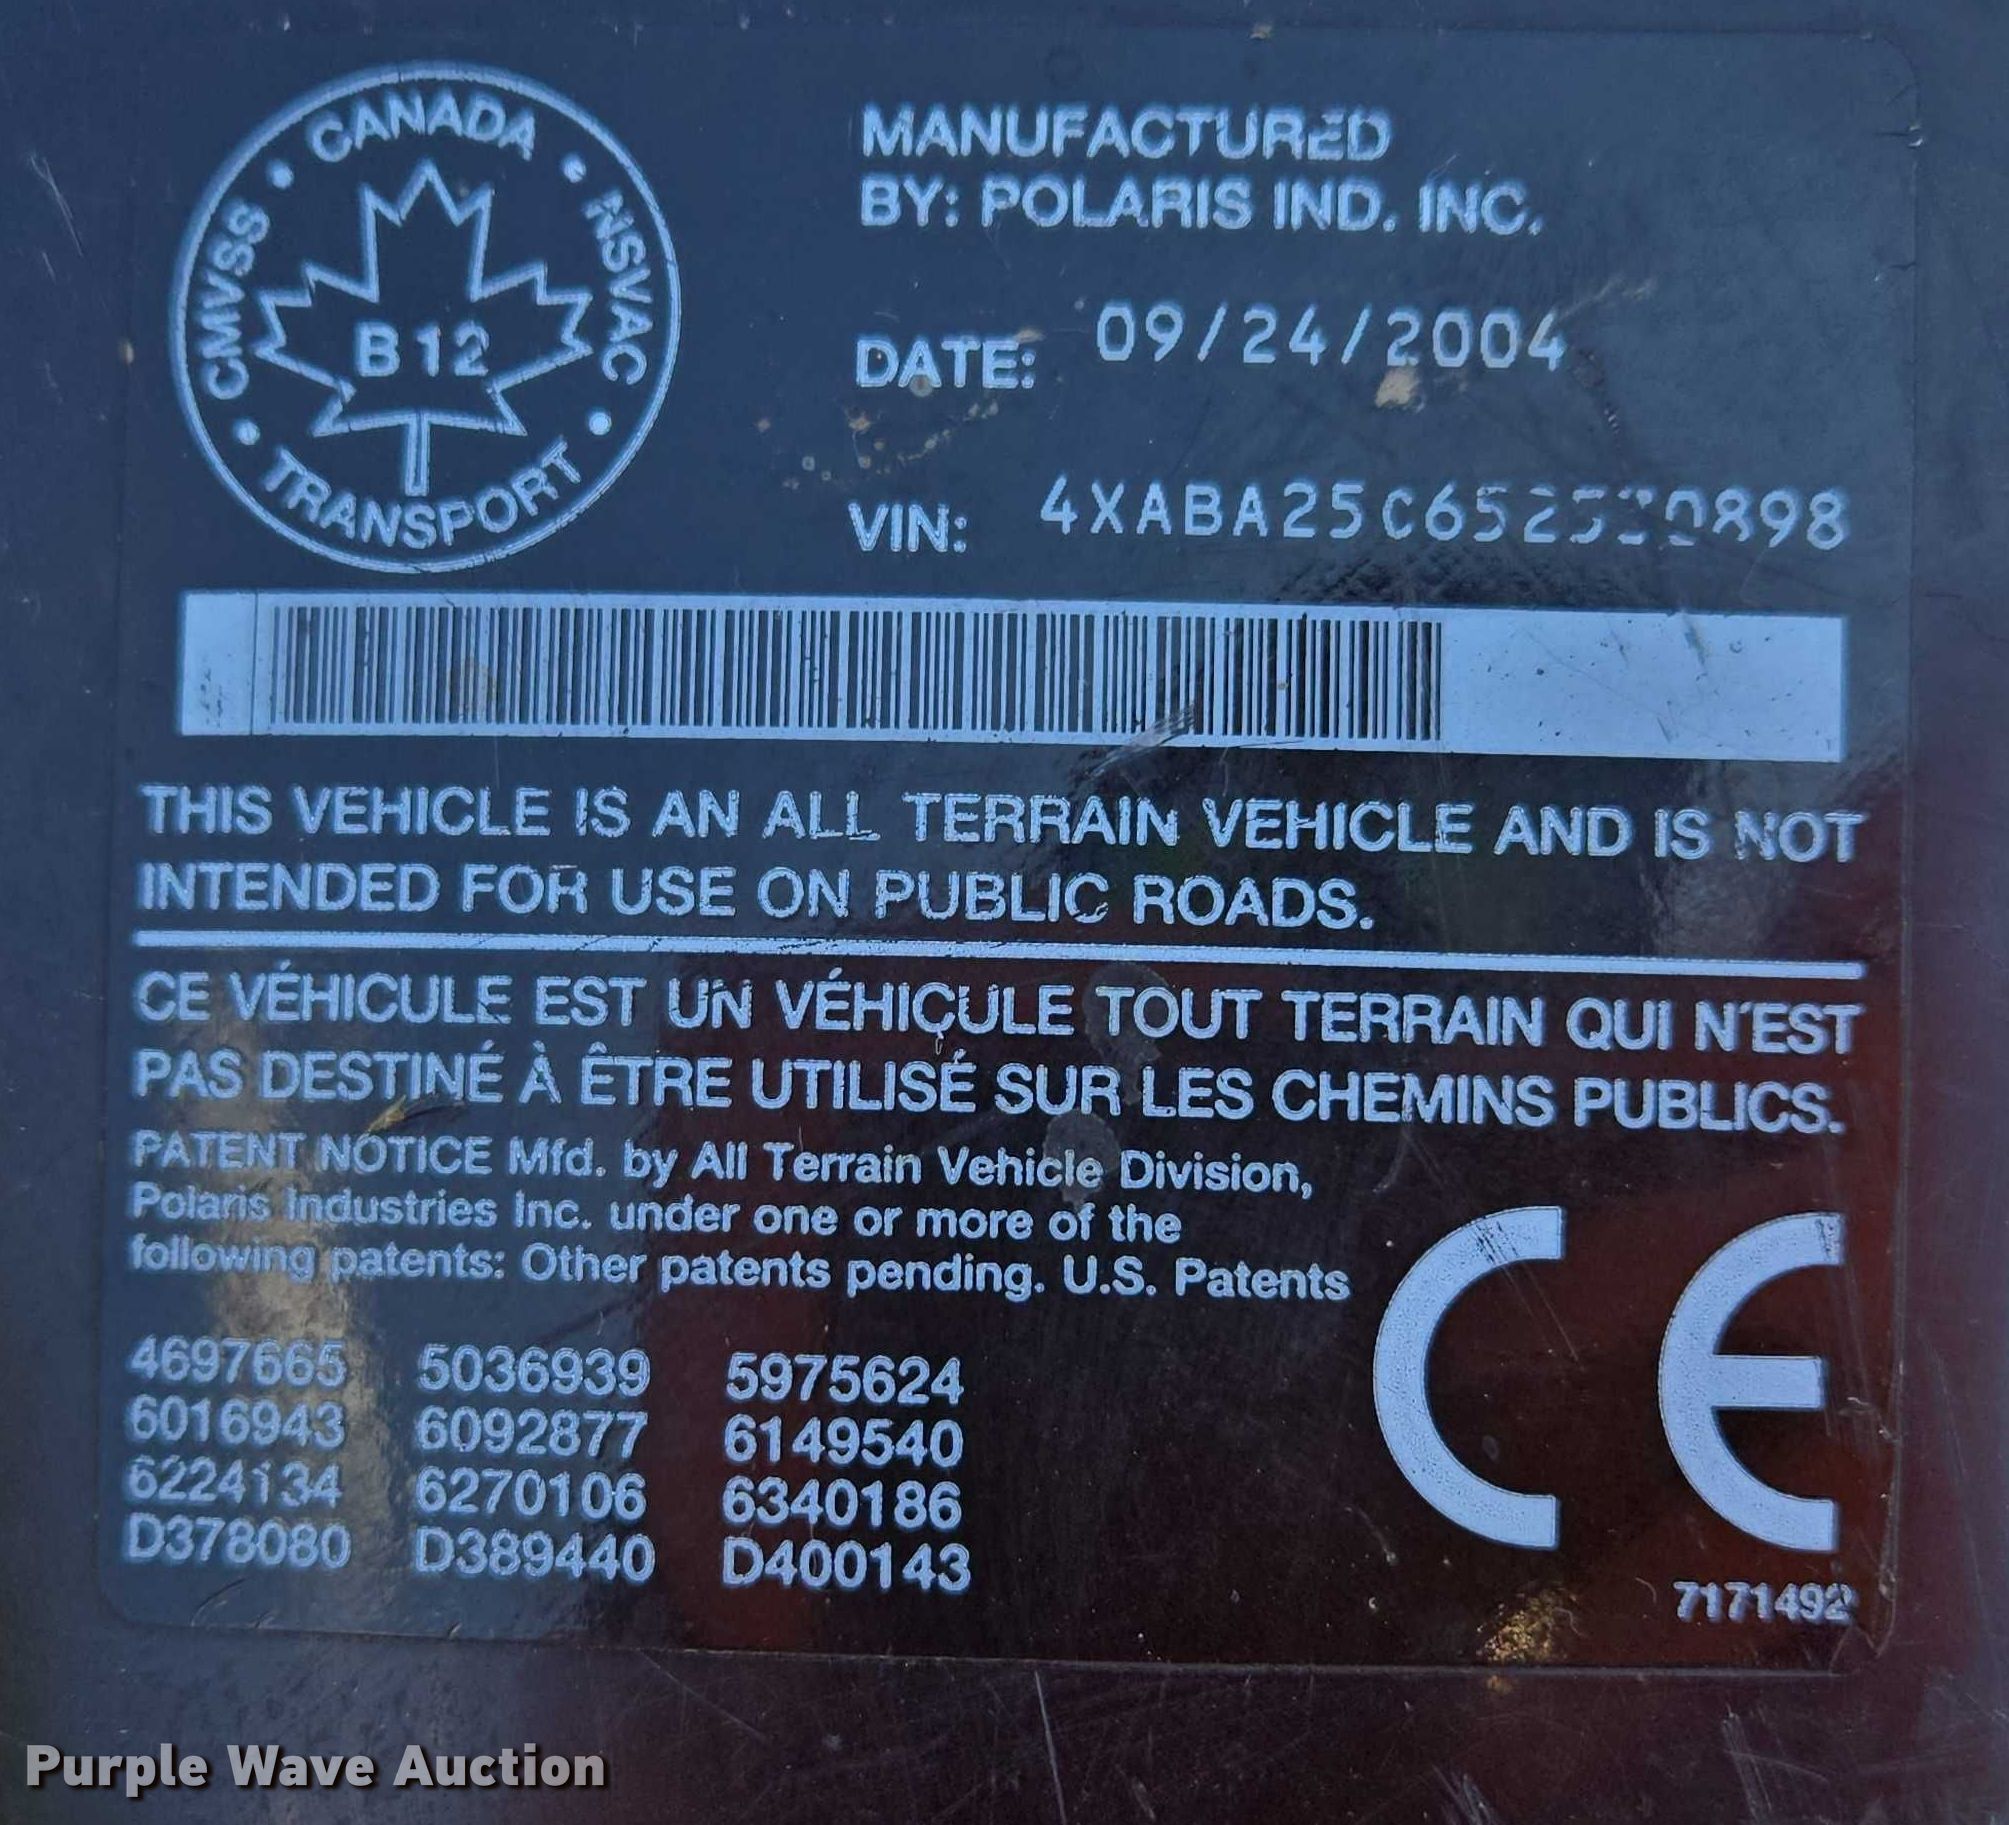 CMVSS • CANADA • NSVAC • TRANSPORT •
B12
MANUFACTURED
BY: POLARIS IND. INC.
DATE: 09/24/2004
VIN: 4XABA25C652530898
THIS VEHICLE IS AN ALL TERRAIN VEHICLE AND IS NOT
INTENDED FOR USE ON PUBLIC ROADS.
CE VÉHICULE EST UN VÉHICULE TOUT TERRAIN QUI N'EST
PAS DESTINÉ À ÊTRE UTILISÉ SUR LES CHEMINS PUBLICS.
PATENT NOTICE Mfd. by All Terrain Vehicle Division,
Polaris Industries Inc. under one or more of the
following patents: Other patents pending. U.S. Patents
4697665 5036939 5975624
6016943 6092877 6149540
6224134 6270106 6340186
D378080 D389440 D400143
CE
7171492
Purple Wave Auction